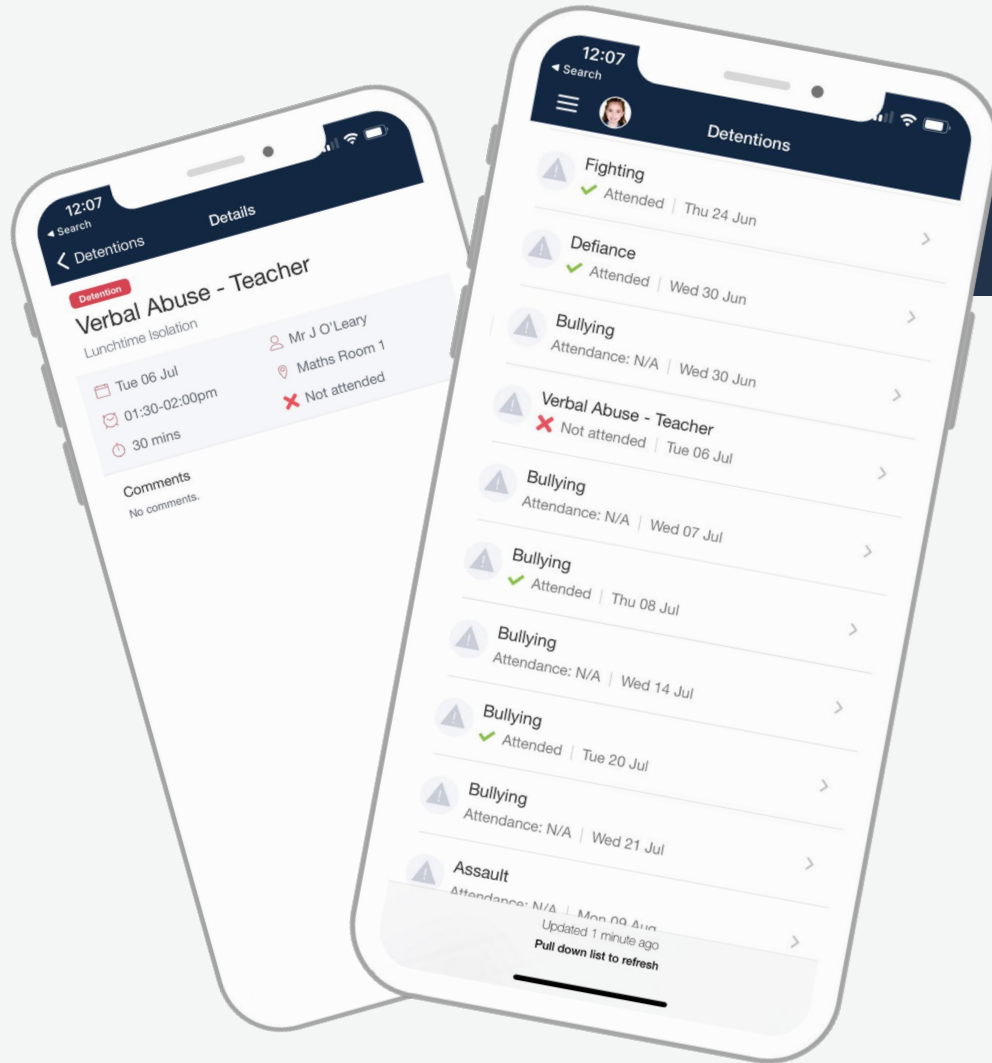 12:07
Search
Detentions
Details
Detention
Verbal Abuse - Teacher
Lunchtime Isolation
Tue 06 Jul
Mr J O'Leary
01:30-02:00pm
Maths Room 1
30 mins
Not attended
Comments
No comments.
12:07
Search
Detentions
Fighting
Attended | Thu 24 Jun
Defiance
Attended | Wed 30 Jun
Bullying
Attendance: N/A | Wed 30 Jun
Verbal Abuse - Teacher
Not attended | Tue 06 Jul
Bullying
Attendance: N/A | Wed 07 Jul
Bullying
Attended | Thu 08 Jul
Bullying
Attendance: N/A | Wed 14 Jul
Bullying
Attended | Tue 20 Jul
Bullying
Attendance: N/A | Wed 21 Jul
Assault
Attendance: N/A | Mon 09 Aug
Updated 1 minute ago
Pull down list to refresh